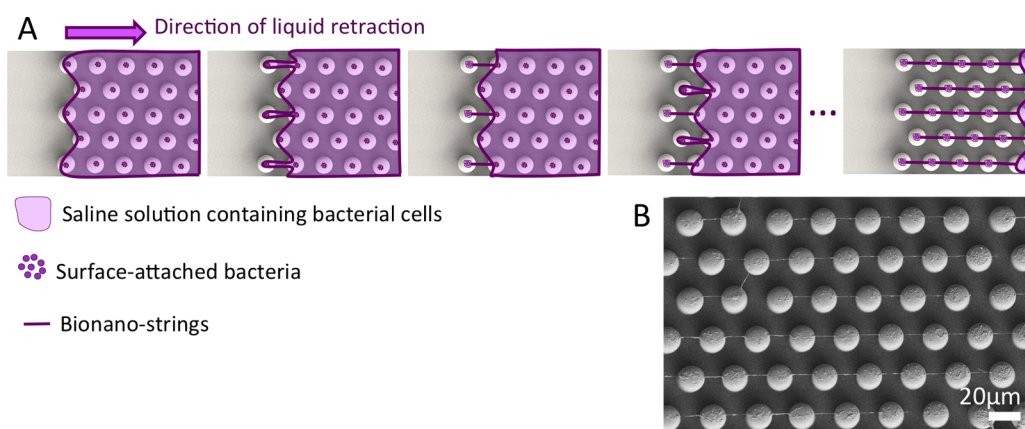 A
Direction of liquid retraction
...
Saline solution containing bacterial cells
Surface-attached bacteria
Bionano-strings
B
20μm